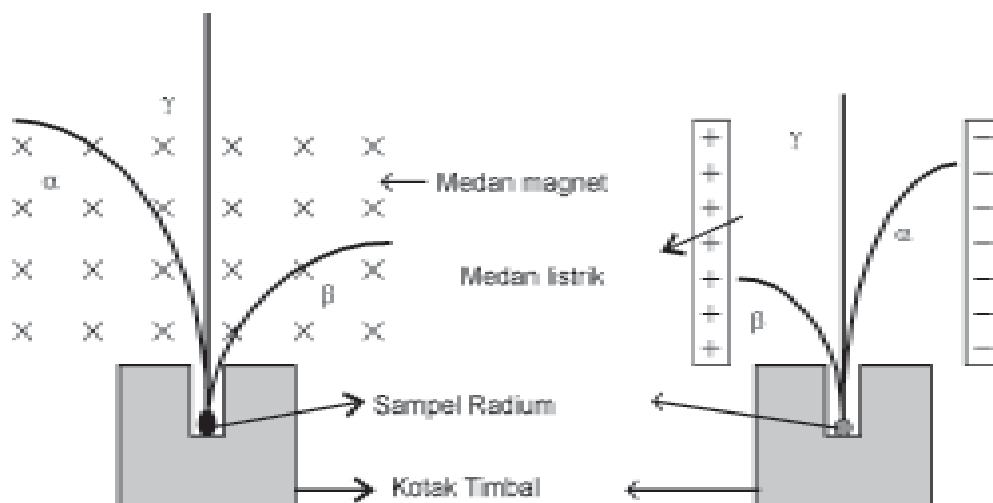 γ
α
Medan magnet
β
Medan listrik
γ
α
β
Sampel Radium
Kotak Timbal